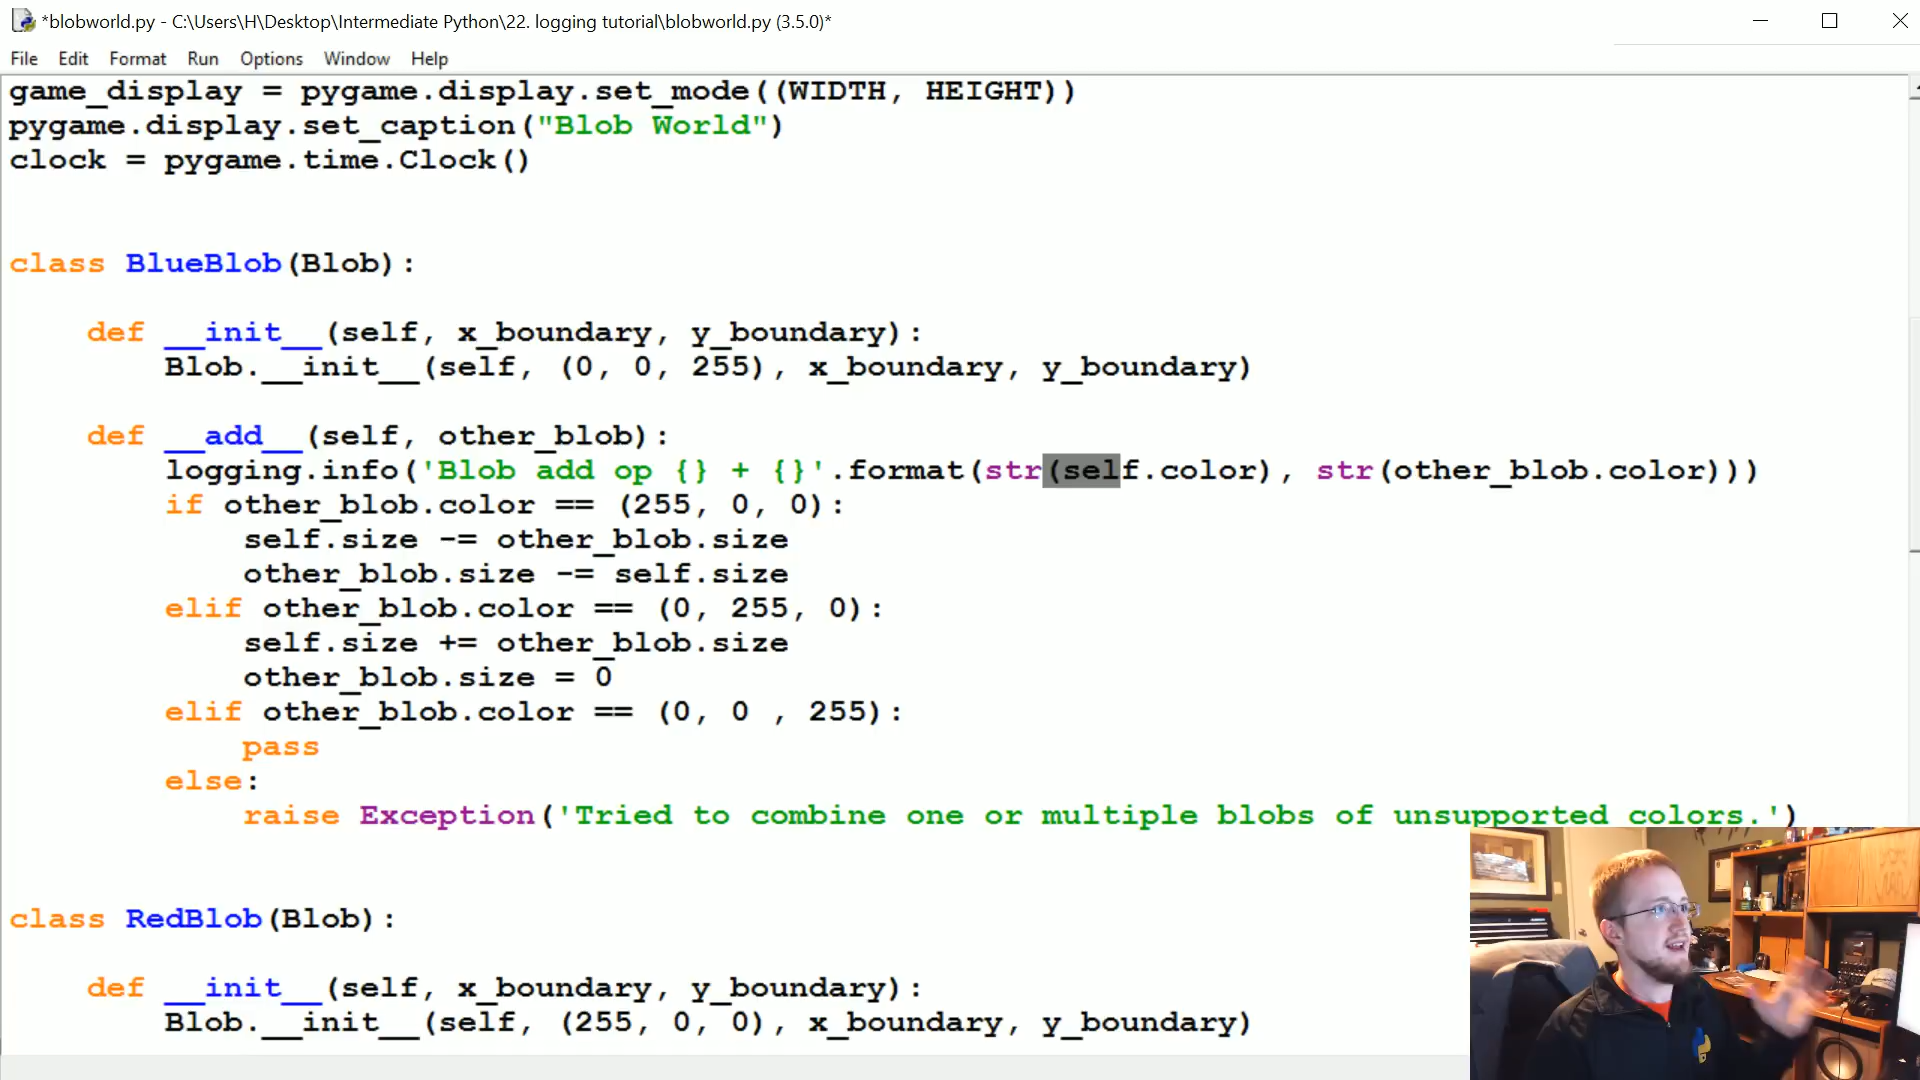 *blobworld.py - C:\Users\H\Desktop\Intermediate Python\22. logging tutorial\blobworld.py (3.5.0)*
File Edit Format Run Options Window Help
game_display = pygame.display.set_mode((WIDTH, HEIGHT))
pygame.display.set_caption("Blob World")
clock = pygame.time.Clock()
class BlueBlob(Blob):
def __init__(self, x_boundary, y_boundary):
Blob.__init__(self, (0, 0, 255), x_boundary, y_boundary)
def __add__(self, other_blob):
logging.info('Blob add op {} + {}'.format(str(self.color), str(other_blob.color)))
if other_blob.color == (255, 0, 0):
self.size -= other_blob.size
other_blob.size -= self.size
elif other_blob.color == (0, 255, 0):
self.size += other_blob.size
other_blob.size = 0
elif other_blob.color == (0, 0 , 255):
pass
else:
raise Exception('Tried to combine one or multiple blobs of unsupported colors.')
class RedBlob(Blob):
def __init__(self, x_boundary, y_boundary):
Blob.__init__(self, (255, 0, 0), x_boundary, y_boundary)